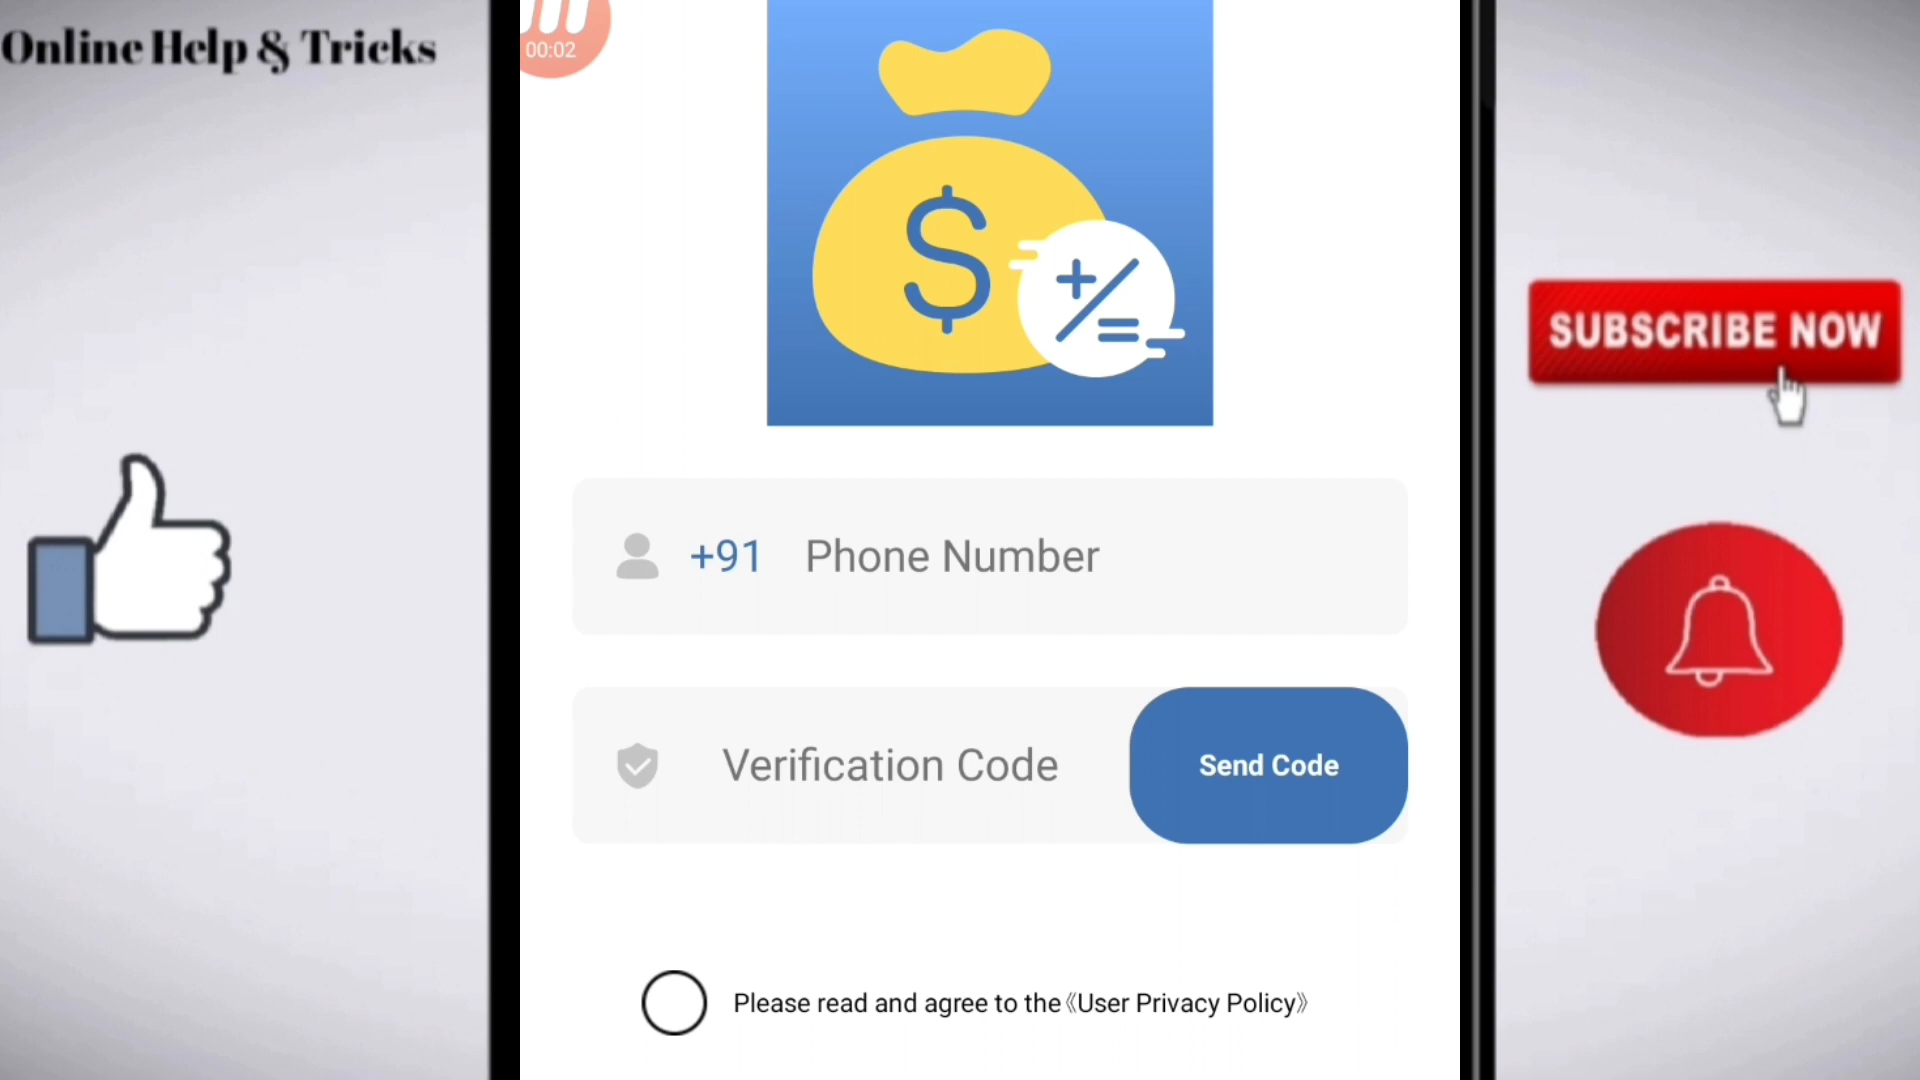 Online Help & Tricks
00:02
$
+/=
SUBSCRIBE NOW
+91 Phone Number
Verification Code
Send Code
Please read and agree to the《User Privacy Policy》